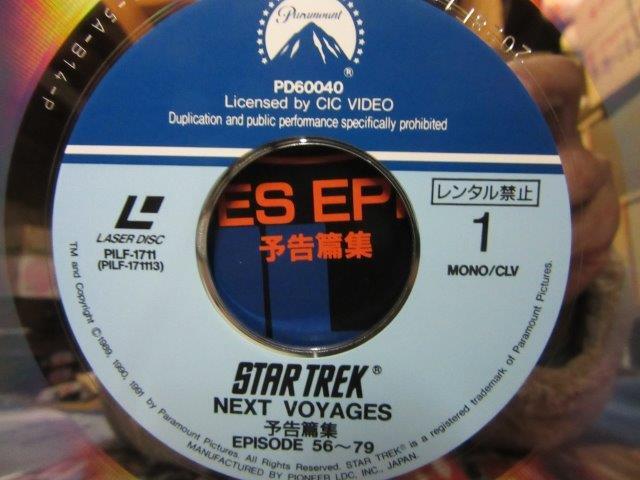 Paramount
®
PD60040
Licensed by CIC VIDEO
Duplication and public performance specifically prohibited
LASER DISC
PILF-1711
(PILF-171113)
レンタル禁止
1
MONO/CLV
ES EPI
予告篇集
STAR TREK®
NEXT VOYAGES
予告篇集
EPISODE 56〜79
TM and Copyright ©1989, 1990, 1991 by Paramount Pictures. All Rights Reserved. STAR TREK® is a registered trademark of Paramount Pictures.
MANUFACTURED BY PIONEER LDC, INC., JAPAN.
5A-B14-P